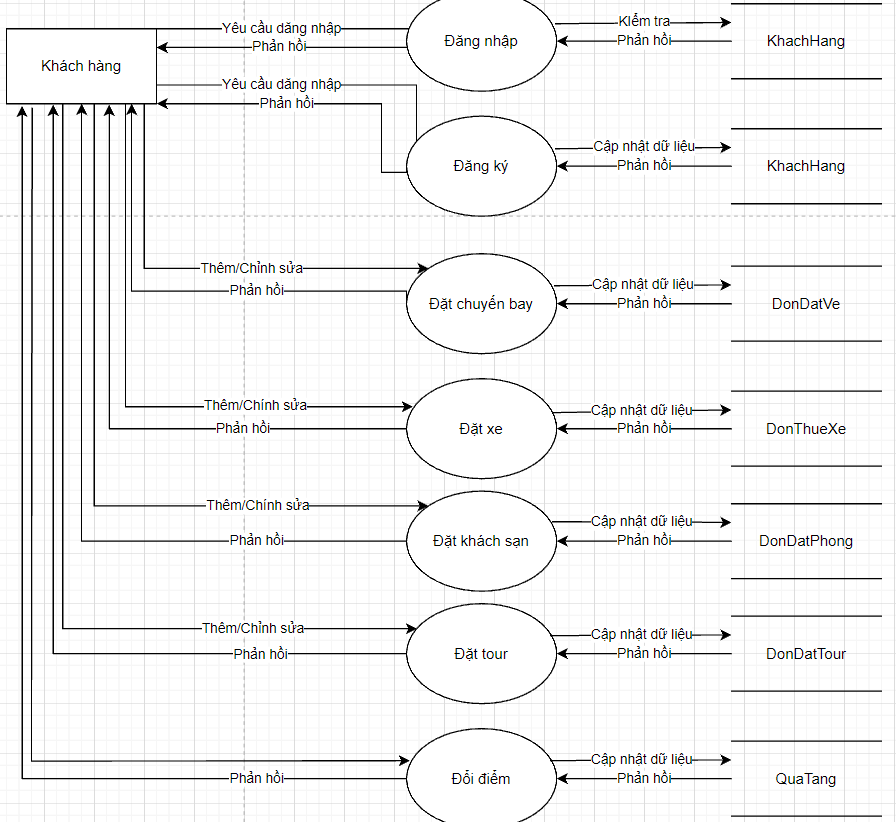 Khách hàng
Yêu cầu dăng nhập
Phản hồi
Đăng nhập
KIểm tra
Phản hồi
KhachHang
Yêu cầu dăng nhập
Phản hồi
Đăng ký
Cập nhật dữ liệu
Phản hồi
KhachHang
Thêm/Chỉnh sửa
Phản hồi
Đặt chuyến bay
Cập nhật dữ liệu
Phản hồi
DonDatVe
Thêm/Chính sửa
Phản hồi
Đặt xe
Cập nhật dữ liệu
Phản hồi
DonThueXe
Thêm/Chính sửa
Phản hồi
Đặt khách sạn
Cập nhật dữ liệu
Phản hồi
DonDatPhong
Thêm/Chỉnh sửa
Phản hồi
Đặt tour
Cập nhật dữ liệu
Phản hồi
DonDatTour
Phản hồi
Đổi điểm
Cập nhật dữ liệu
Phản hồi
QuaTang